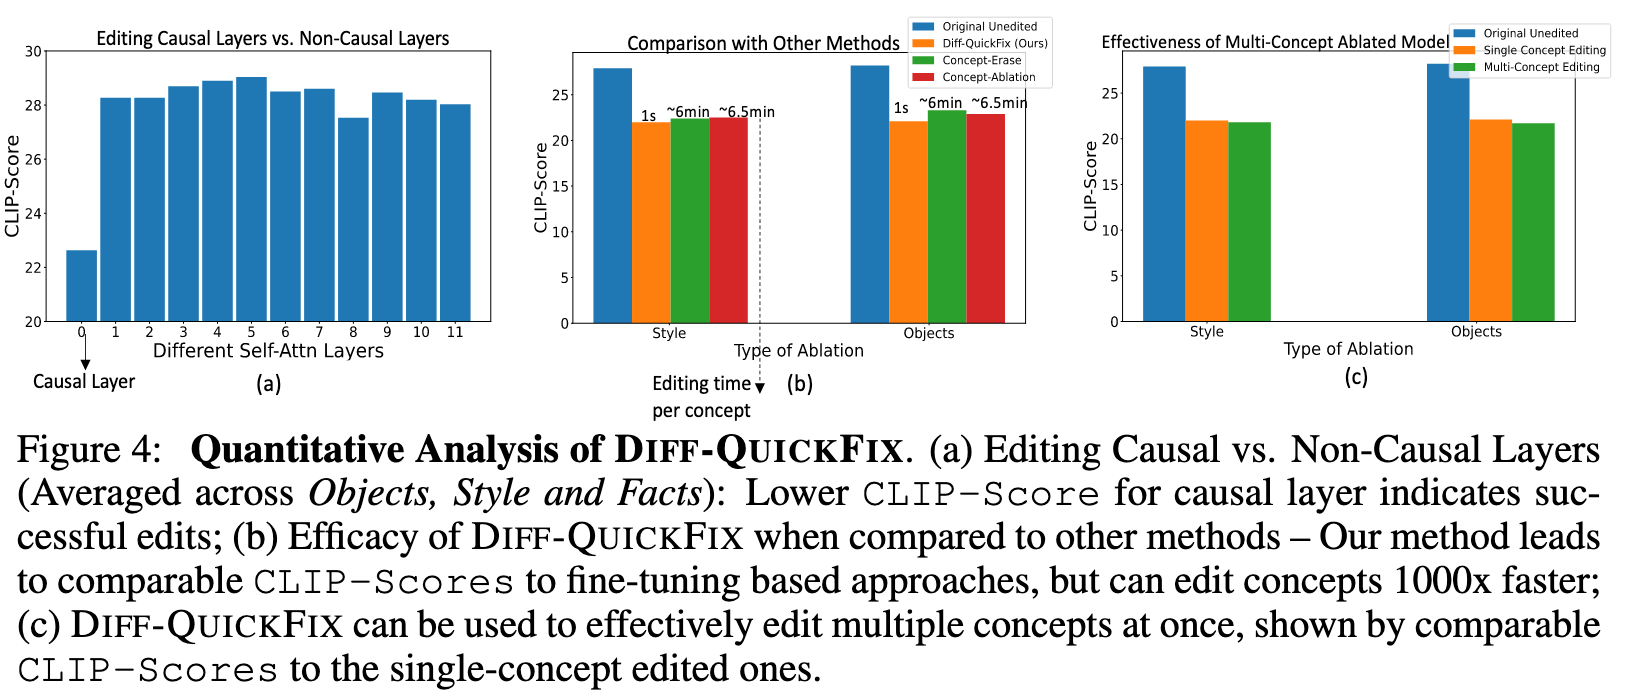 Editing Causal Layers vs. Non-Causal Layers
30
28
26
24
22
20
CLIP-Score
0 1 2 3 4 5 6 7 8 9 10 11
Different Self-Attn Layers
Causal Layer
(a)
Comparison with Other Methods
Original Unedited
Diff-QuickFix (Ours)
Concept-Erase
Concept-Ablation
25
20
15
10
5
0
CLIP-Score
1s ~6min ~6.5min
1s ~6min ~6.5min
Style Objects
Type of Ablation
Editing time
per concept
(b)
Effectiveness of Multi-Concept Ablated Model
Original Unedited
Single Concept Editing
Multi-Concept Editing
25
20
15
10
5
0
CLIP-Score
Style Objects
Type of Ablation
(c)
Figure 4: Quantitative Analysis of DIFF-QUICKFIX. (a) Editing Causal vs. Non-Causal Layers
(Averaged across Objects, Style and Facts): Lower CLIP-Score for causal layer indicates suc-
cessful edits; (b) Efficacy of DIFF-QUICKFIX when compared to other methods – Our method leads
to comparable CLIP-Scores to fine-tuning based approaches, but can edit concepts 1000x faster;
(c) DIFF-QUICKFIX can be used to effectively edit multiple concepts at once, shown by comparable
CLIP-Scores to the single-concept edited ones.